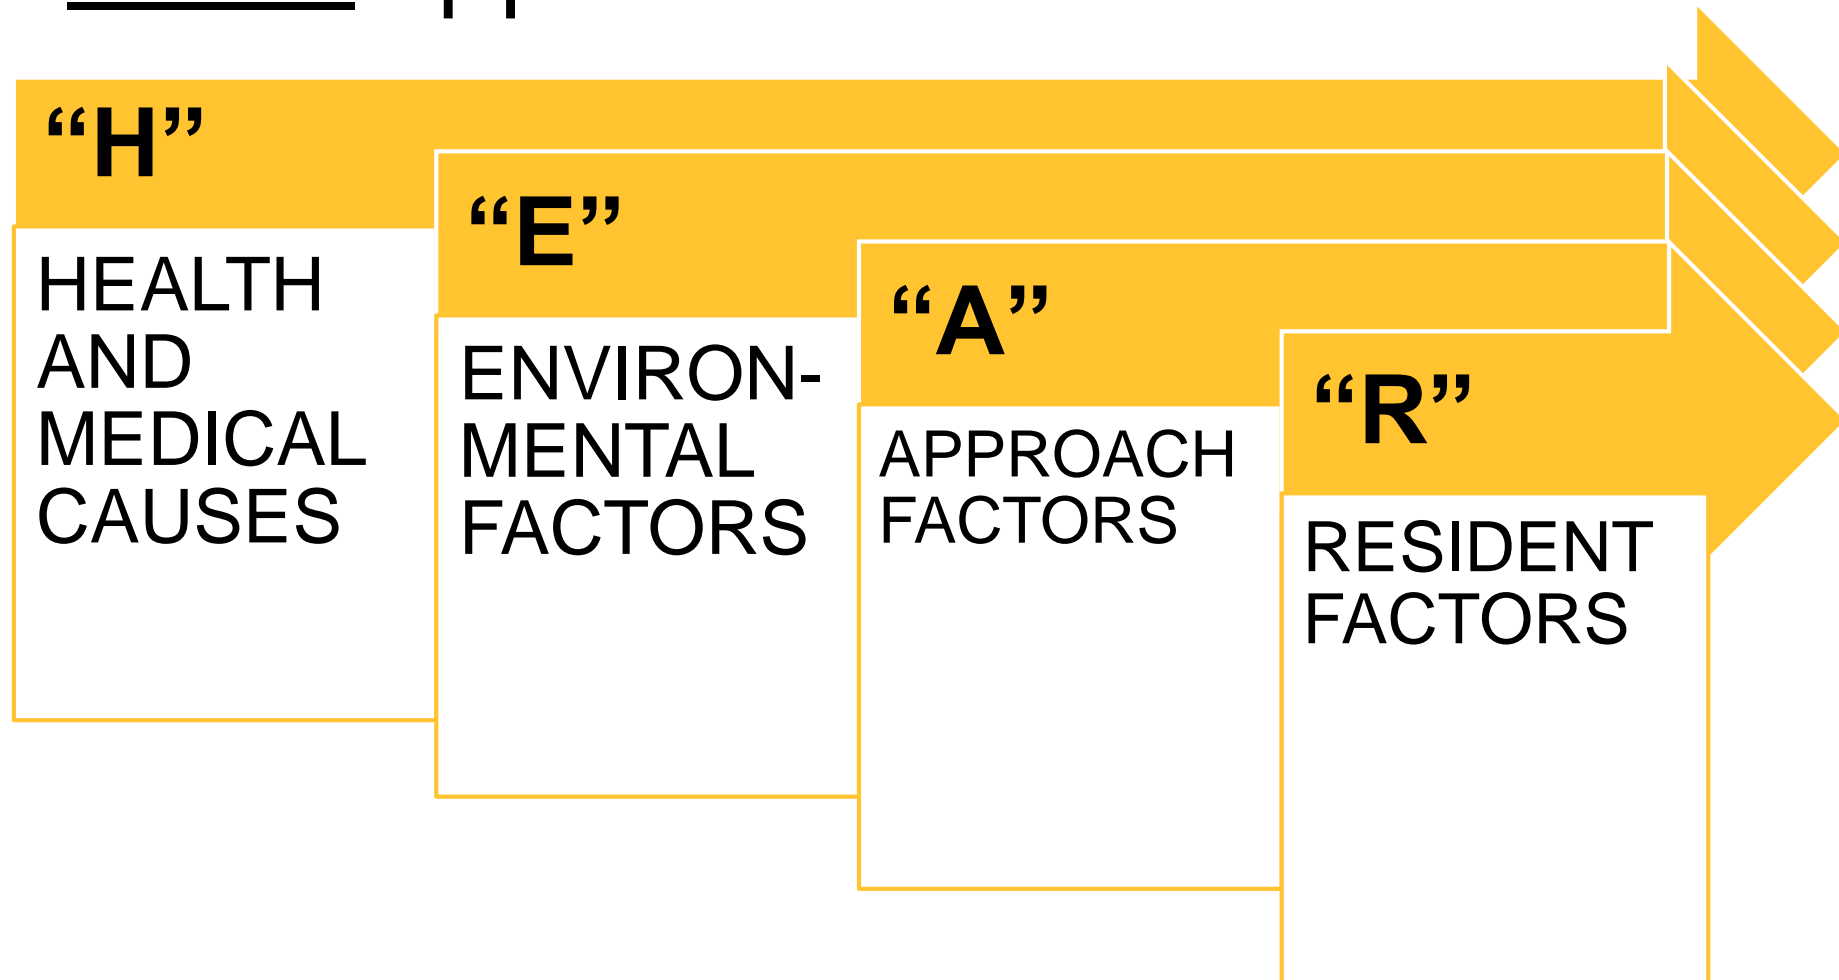 “H”
HEALTH
AND
MEDICAL
CAUSES
“E”
ENVIRON-
MENTAL
FACTORS
“A”
APPROACH
FACTORS
“R”
RESIDENT
FACTORS